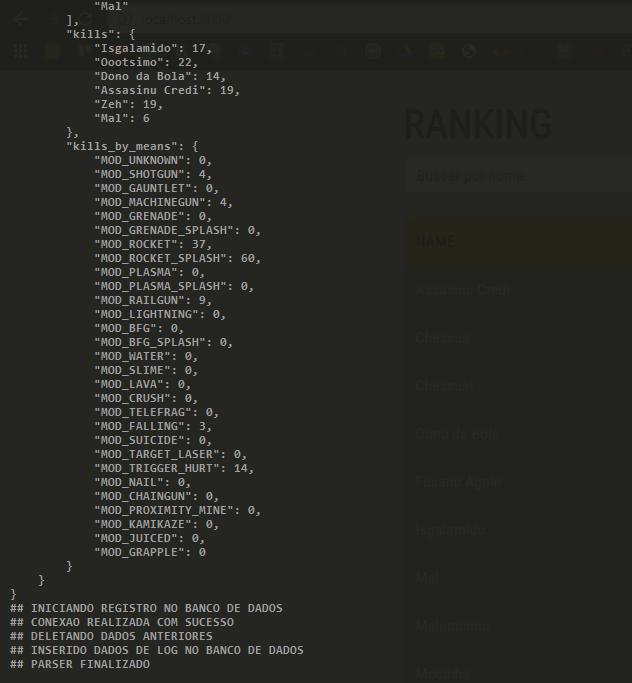 "Mal"
],
"kills": {
"Isgalamido": 17,
"Oootsimo": 22,
"Dono da Bola": 14,
"Assasinu Credi": 19,
"Zeh": 19,
"Mal": 6
},
"kills_by_means": {
"MOD_UNKNOWN": 0,
"MOD_SHOTGUN": 4,
"MOD_GAUNTLET": 0,
"MOD_MACHINEGUN": 4,
"MOD_GRENADE": 0,
"MOD_GRENADE_SPLASH": 0,
"MOD_ROCKET": 37,
"MOD_ROCKET_SPLASH": 60,
"MOD_PLASMA": 0,
"MOD_PLASMA_SPLASH": 0,
"MOD_RAILGUN": 9,
"MOD_LIGHTNING": 0,
"MOD_BFG": 0,
"MOD_BFG_SPLASH": 0,
"MOD_WATER": 0,
"MOD_SLIME": 0,
"MOD_LAVA": 0,
"MOD_CRUSH": 0,
"MOD_TELEFRAG": 0,
"MOD_FALLING": 3,
"MOD_SUICIDE": 0,
"MOD_TARGET_LASER": 0,
"MOD_TRIGGER_HURT": 14,
"MOD_NAIL": 0,
"MOD_CHAINGUN": 0,
"MOD_PROXIMITY_MINE": 0,
"MOD_KAMIKAZE": 0,
"MOD_JUICED": 0,
"MOD_GRAPPLE": 0
}
}
}
## INICIANDO REGISTRO NO BANCO DE DADOS
## CONEXAO REALIZADA COM SUCESSO
## DELETANDO DADOS ANTERIORES
## INSERIDO DADOS DE LOG NO BANCO DE DADOS
## PARSER FINALIZADO
RANKING
Buscar por nome...
NAME
Assasinu Credi
Chessus
Chessus!
Dono da Bola
Fasano Again
Isgalamido
Mal
Maluquinho